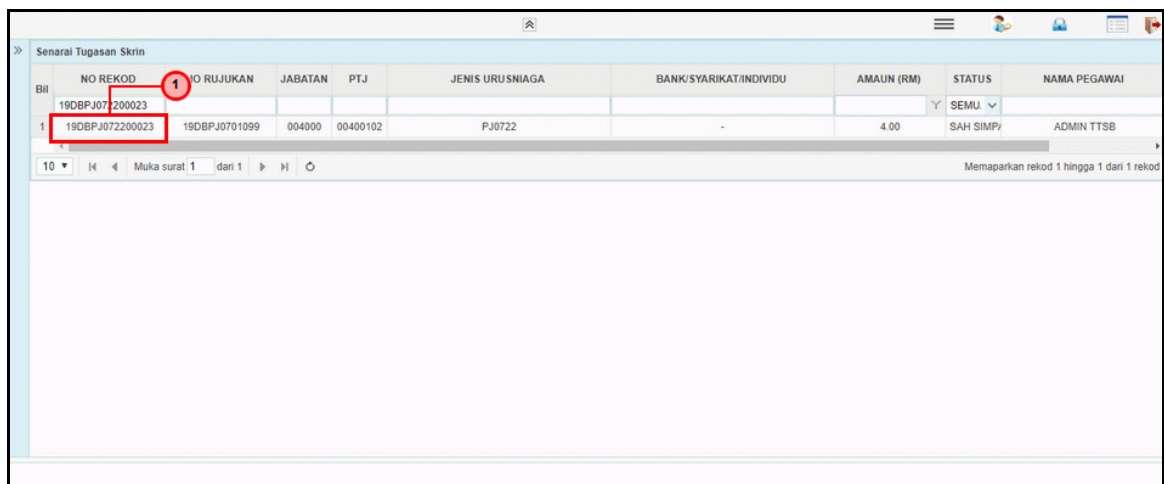 Senarai Tugasan Skrin
Bil NO REKOD 1 NO RUJUKAN JABATAN PTJ JENIS URUSNIAGA BANK/SYARIKAT/INDIVIDU AMAUN (RM) STATUS NAMA PEGAWAI
19DBPJ072200023 SEMU
1 19DBPJ072200023 19DBPJ0701099 004000 00400102 PJ0722 - 4.00 SAH SIMP ADMIN TTSB
10 Muka surat 1 dari 1 Memaparkan rekod 1 hingga 1 dari 1 rekod